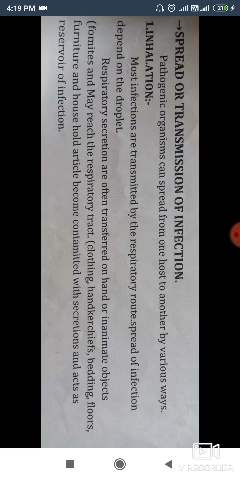 4:19 PM
→SPREAD OR TRANSMISSION OF INFECTION.
Pathogenic organisms can spread from one host to another by various ways.
1.INHALATION:-
Most infections are transmitted by the respiratory route.spread of infection
depend on the droplet.
Respiratory secretion are often transferred on hand or inanimate objects
(fomites and May reach the respiratory tract, (clothing, handkerchiefs, bedding, floors,
furniture and house hold article become contamitted with secretions and acts as
reservoir of infection.
V RECORDER